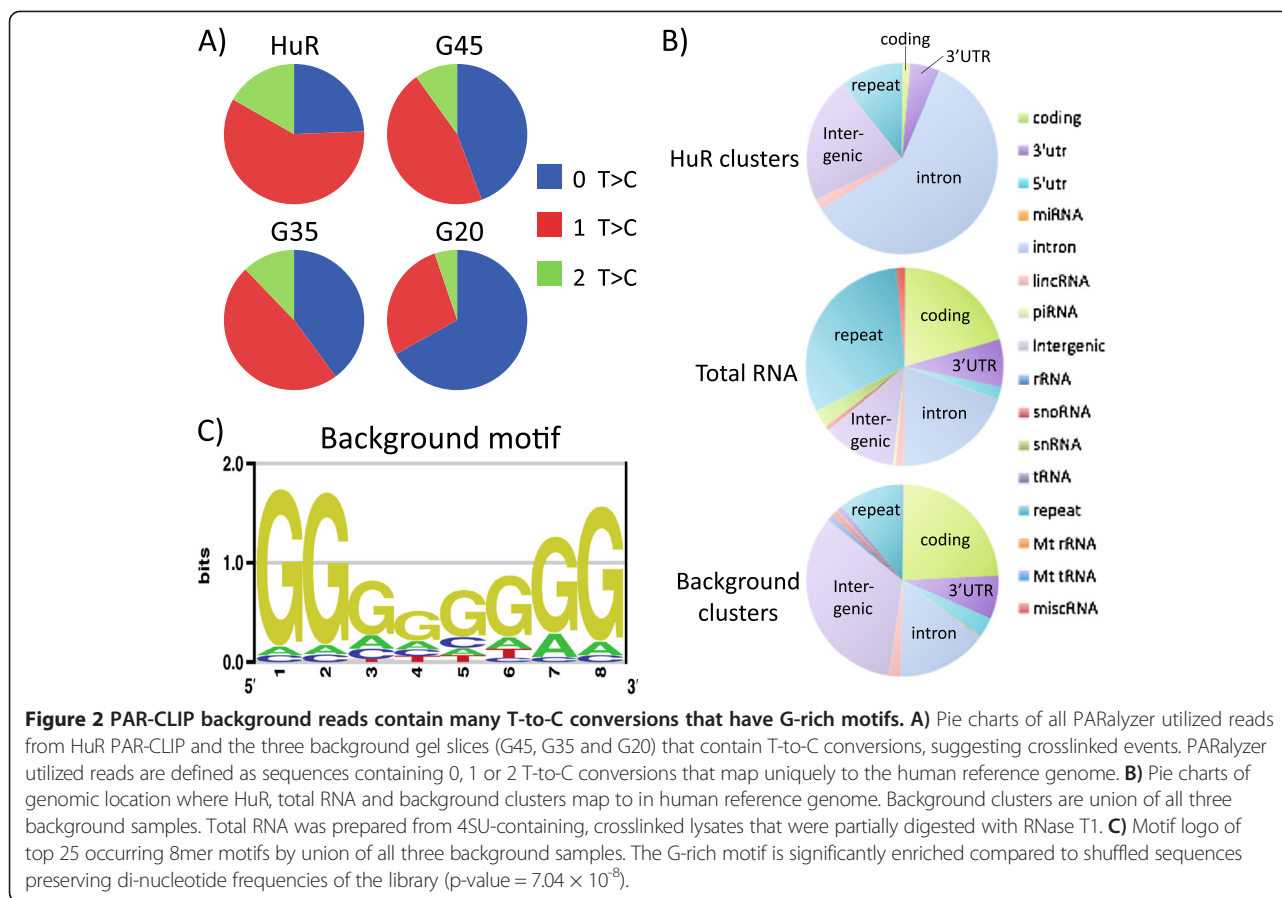 A)
HuR
G45
G35
G20
0 T>C
1 T>C
2 T>C
B)
coding
3'UTR
repeat
Inter-
genic
intron
HuR clusters
repeat
coding
3'UTR
intron
Inter-
genic
Total RNA
repeat
coding
3'UTR
intron
Inter-
genic
Background
clusters
coding
3'utr
5'utr
miRNA
intron
lincRNA
piRNA
Intergenic
rRNA
snoRNA
snRNA
tRNA
repeat
Mt rRNA
Mt tRNA
miscRNA
C)
Background motif
2.0
1.0
0.0
bits
G G G G G G G G
A A A A C A A A
C C C C A T C C
T T T C
1 2 3 4 5 6 7 8
5' 3'
Figure 2 PAR-CLIP background reads contain many T-to-C conversions that have G-rich motifs. A) Pie charts of all PARalyzer utilized reads
from HuR PAR-CLIP and the three background gel slices (G45, G35 and G20) that contain T-to-C conversions, suggesting crosslinked events. PARalyzer
utilized reads are defined as sequences containing 0, 1 or 2 T-to-C conversions that map uniquely to the human reference genome. B) Pie charts of
genomic location where HuR, total RNA and background clusters map to in human reference genome. Background clusters are union of all three
background samples. Total RNA was prepared from 4SU-containing, crosslinked lysates that were partially digested with RNase T1. C) Motif logo of
top 25 occurring 8mer motifs by union of all three background samples. The G-rich motif is significantly enriched compared to shuffled sequences
preserving di-nucleotide frequencies of the library (p-value = 7.04 × 10⁻⁸).